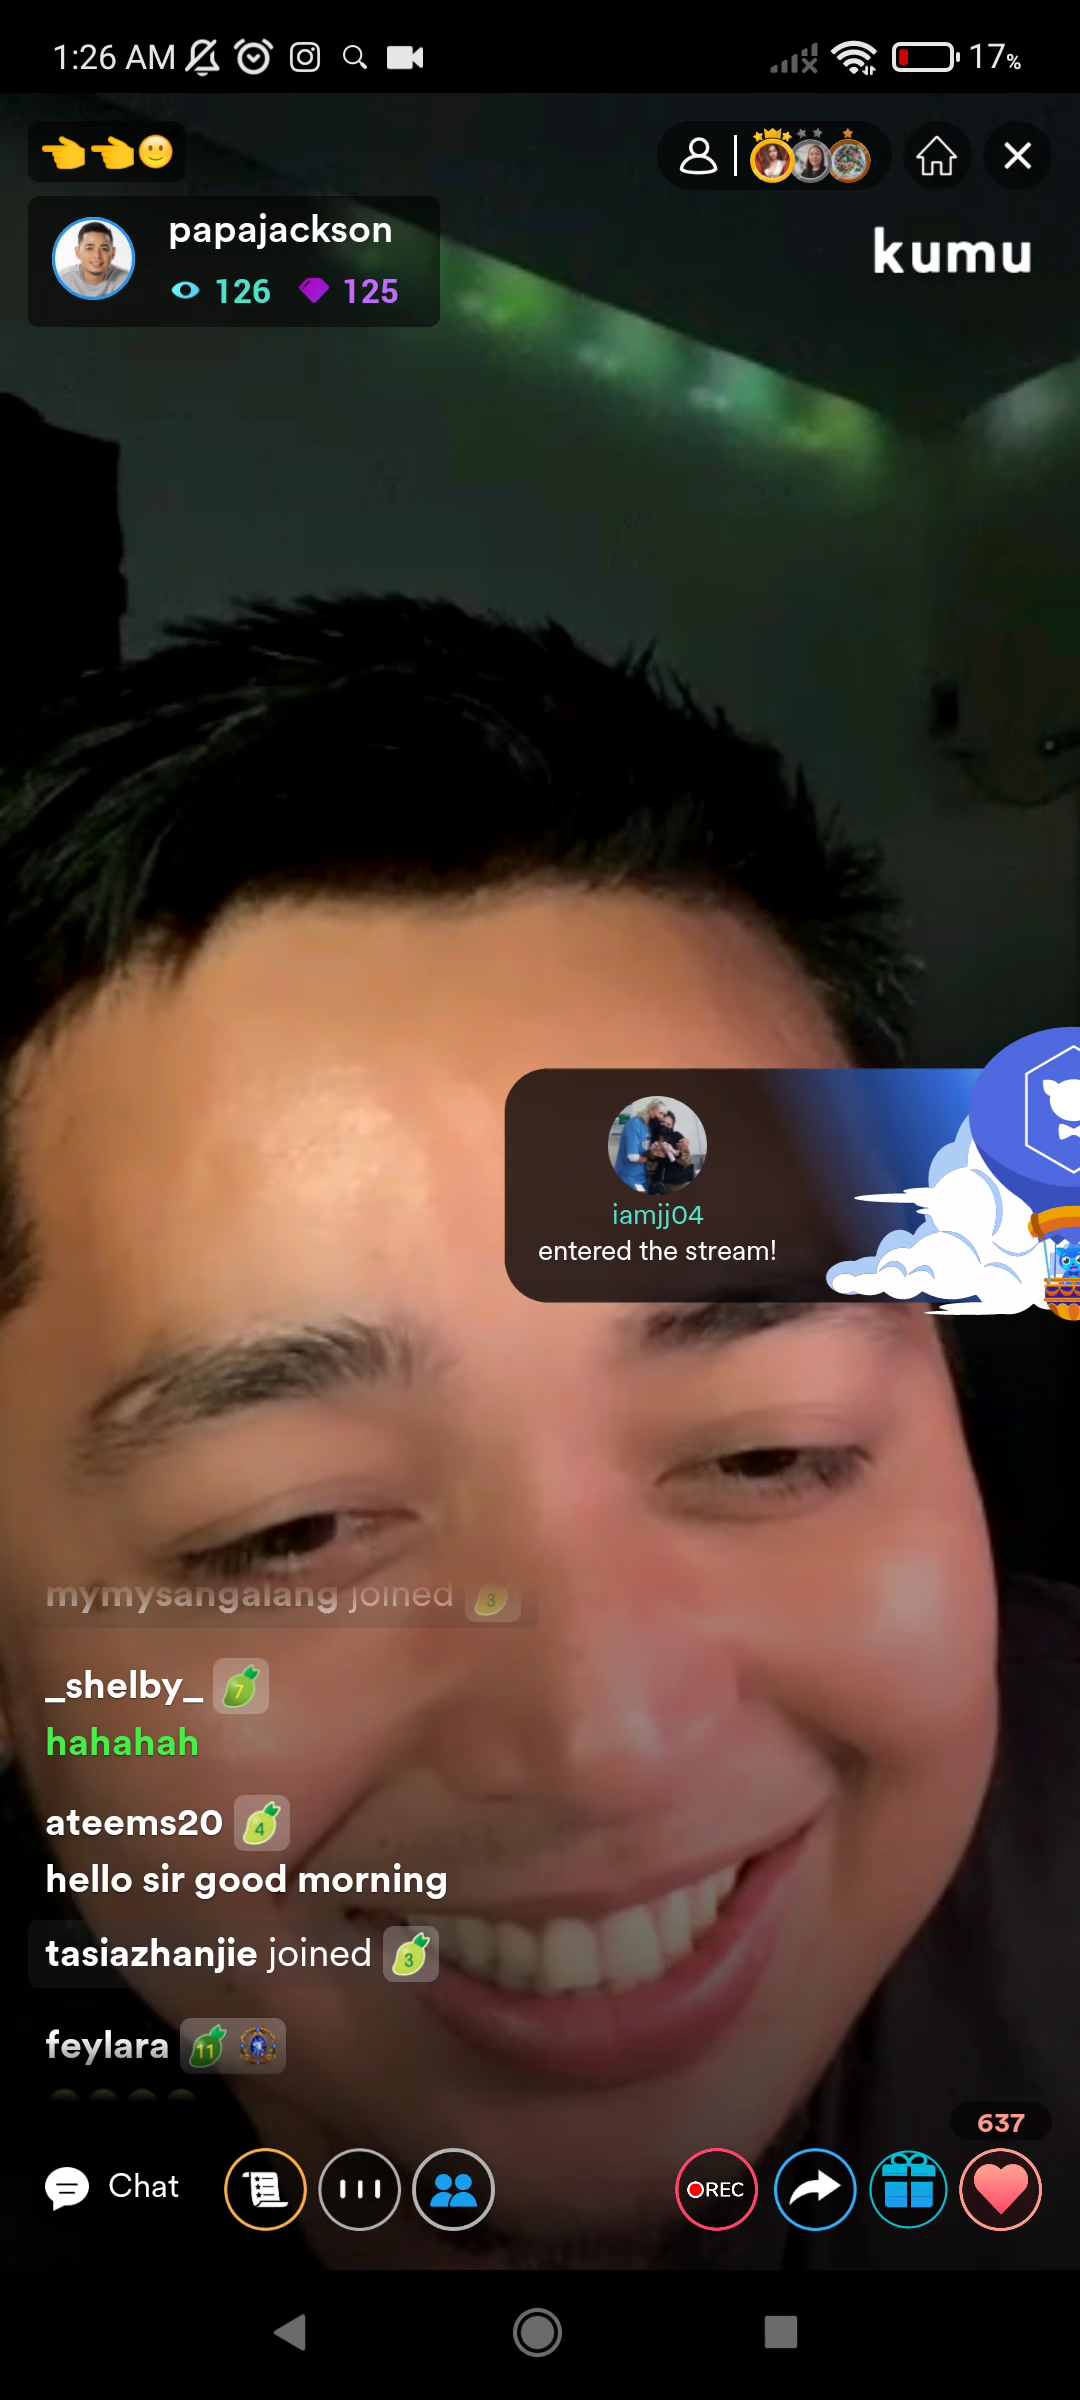 1:26 AM
17%
papajackson
126 125
kumu
iamjj04
entered the stream!
mymysangalang joined 3
_shelby_ 7
hahahah
ateems20 4
hello sir good morning
tasiazhanjie joined 3
feylara 11
637
Chat
REC